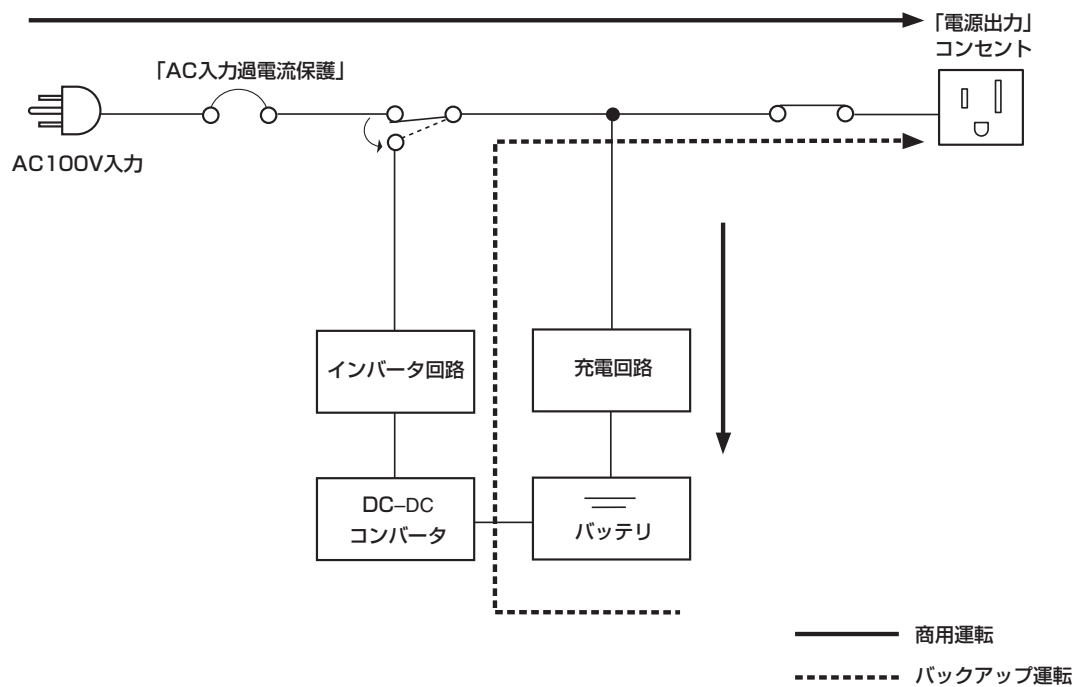 「電源出力」
コンセント
「AC入力過電流保護」
AC100V入力
インバータ回路
充電回路
DC–DC
コンバータ
バッテリ
商用運転
バックアップ運転